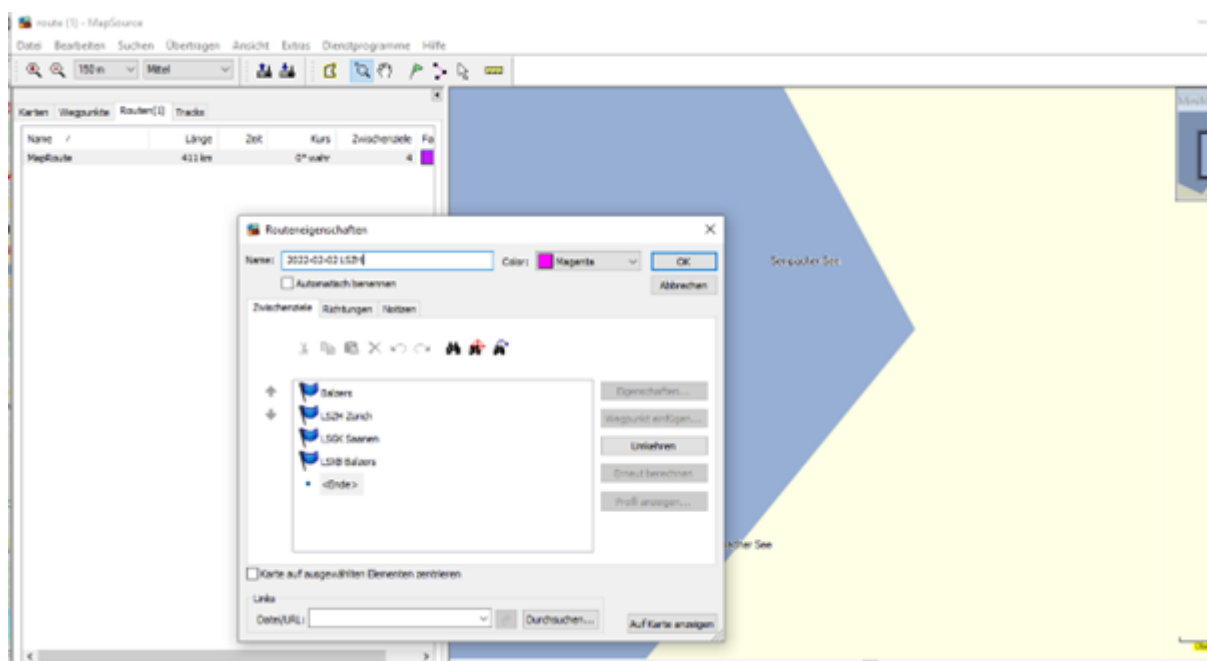 route (1) - MapSource
Datei Bearbeiten Suchen Übertragen Ansicht Extras Dienstprogramme Hilfe
150 m Mittel
Karten Wegpunkte Routen(1) Tracks
Name / Länge Zeit Kurs Zwischenziele Fa
MapRoute 411 km 0° wahr 4
Routeneigenschaften
Name: 2022-02-02 LSZH Color: Magenta OK
Automatisch benennen Abbrechen
Zwischenziele Richtungen Notizen
Balzers
LSZH Zürich
LSGK Saanen
LSXB Balzers
<Ende>
Eigenschaften...
Wegpunkt einfügen...
Umkehren
Erneut berechnen
Profil anzeigen...
Karte auf ausgewählten Elementen zentrieren
Links
Datei/URL: Durchsuchen... Auf Karte anzeigen
Sempacher See
acher See